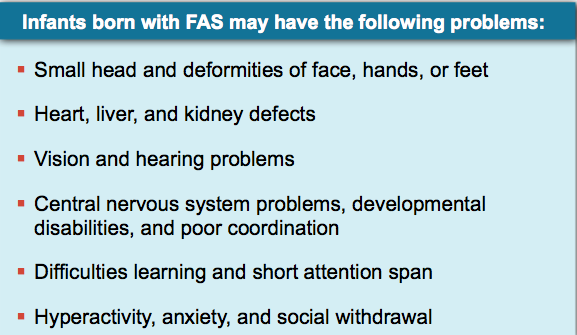 Infants born with FAS may have the following problems:
▪ Small head and deformities of face, hands, or feet
▪ Heart, liver, and kidney defects
▪ Vision and hearing problems
▪ Central nervous system problems, developmental
disabilities, and poor coordination
▪ Difficulties learning and short attention span
▪ Hyperactivity, anxiety, and social withdrawal